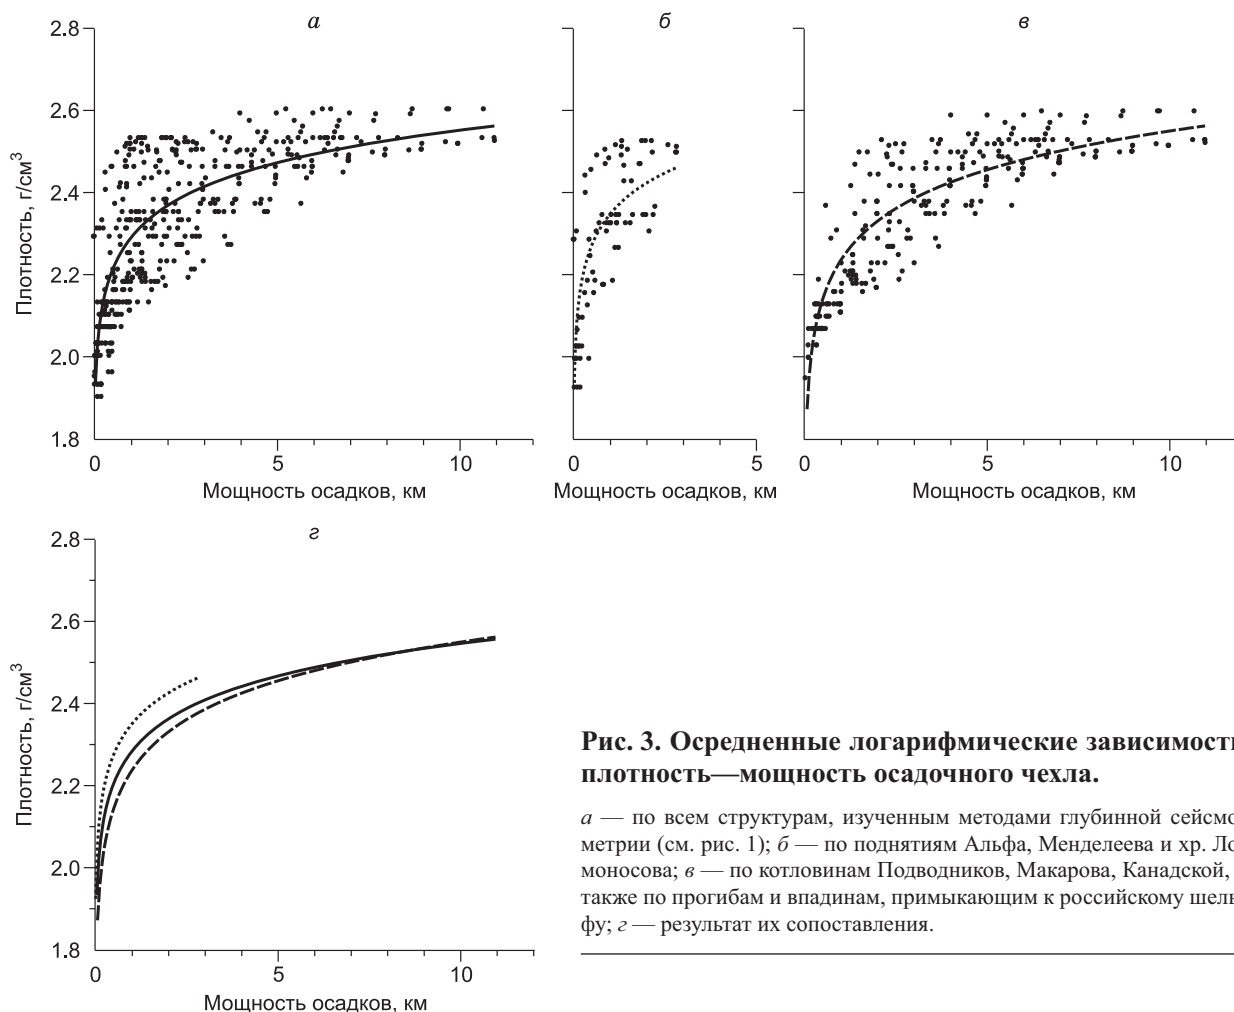 а
б
в
2.8
2.6
2.4
2.2
2.0
1.8
Плотность, г/см³
0 5 10
0 5
0 5 10
Мощность осадков, км
Мощность осадков, км
Мощность осадков, км
г
2.8
2.6
2.4
2.2
2.0
1.8
Плотность, г/см³
0 5 10
Мощность осадков, км
Рис. 3. Осредненные логарифмические зависимост
плотность—мощность осадочного чехла.
а — по всем структурам, изученным методами глубинной сейсмо
метрии (см. рис. 1); б — по поднятиям Альфа, Менделеева и хр. Ло
моносова; в — по котловинам Подводников, Макарова, Канадской,
также по прогибам и впадинам, примыкающим к российскому шель
фу; г — результат их сопоставления.